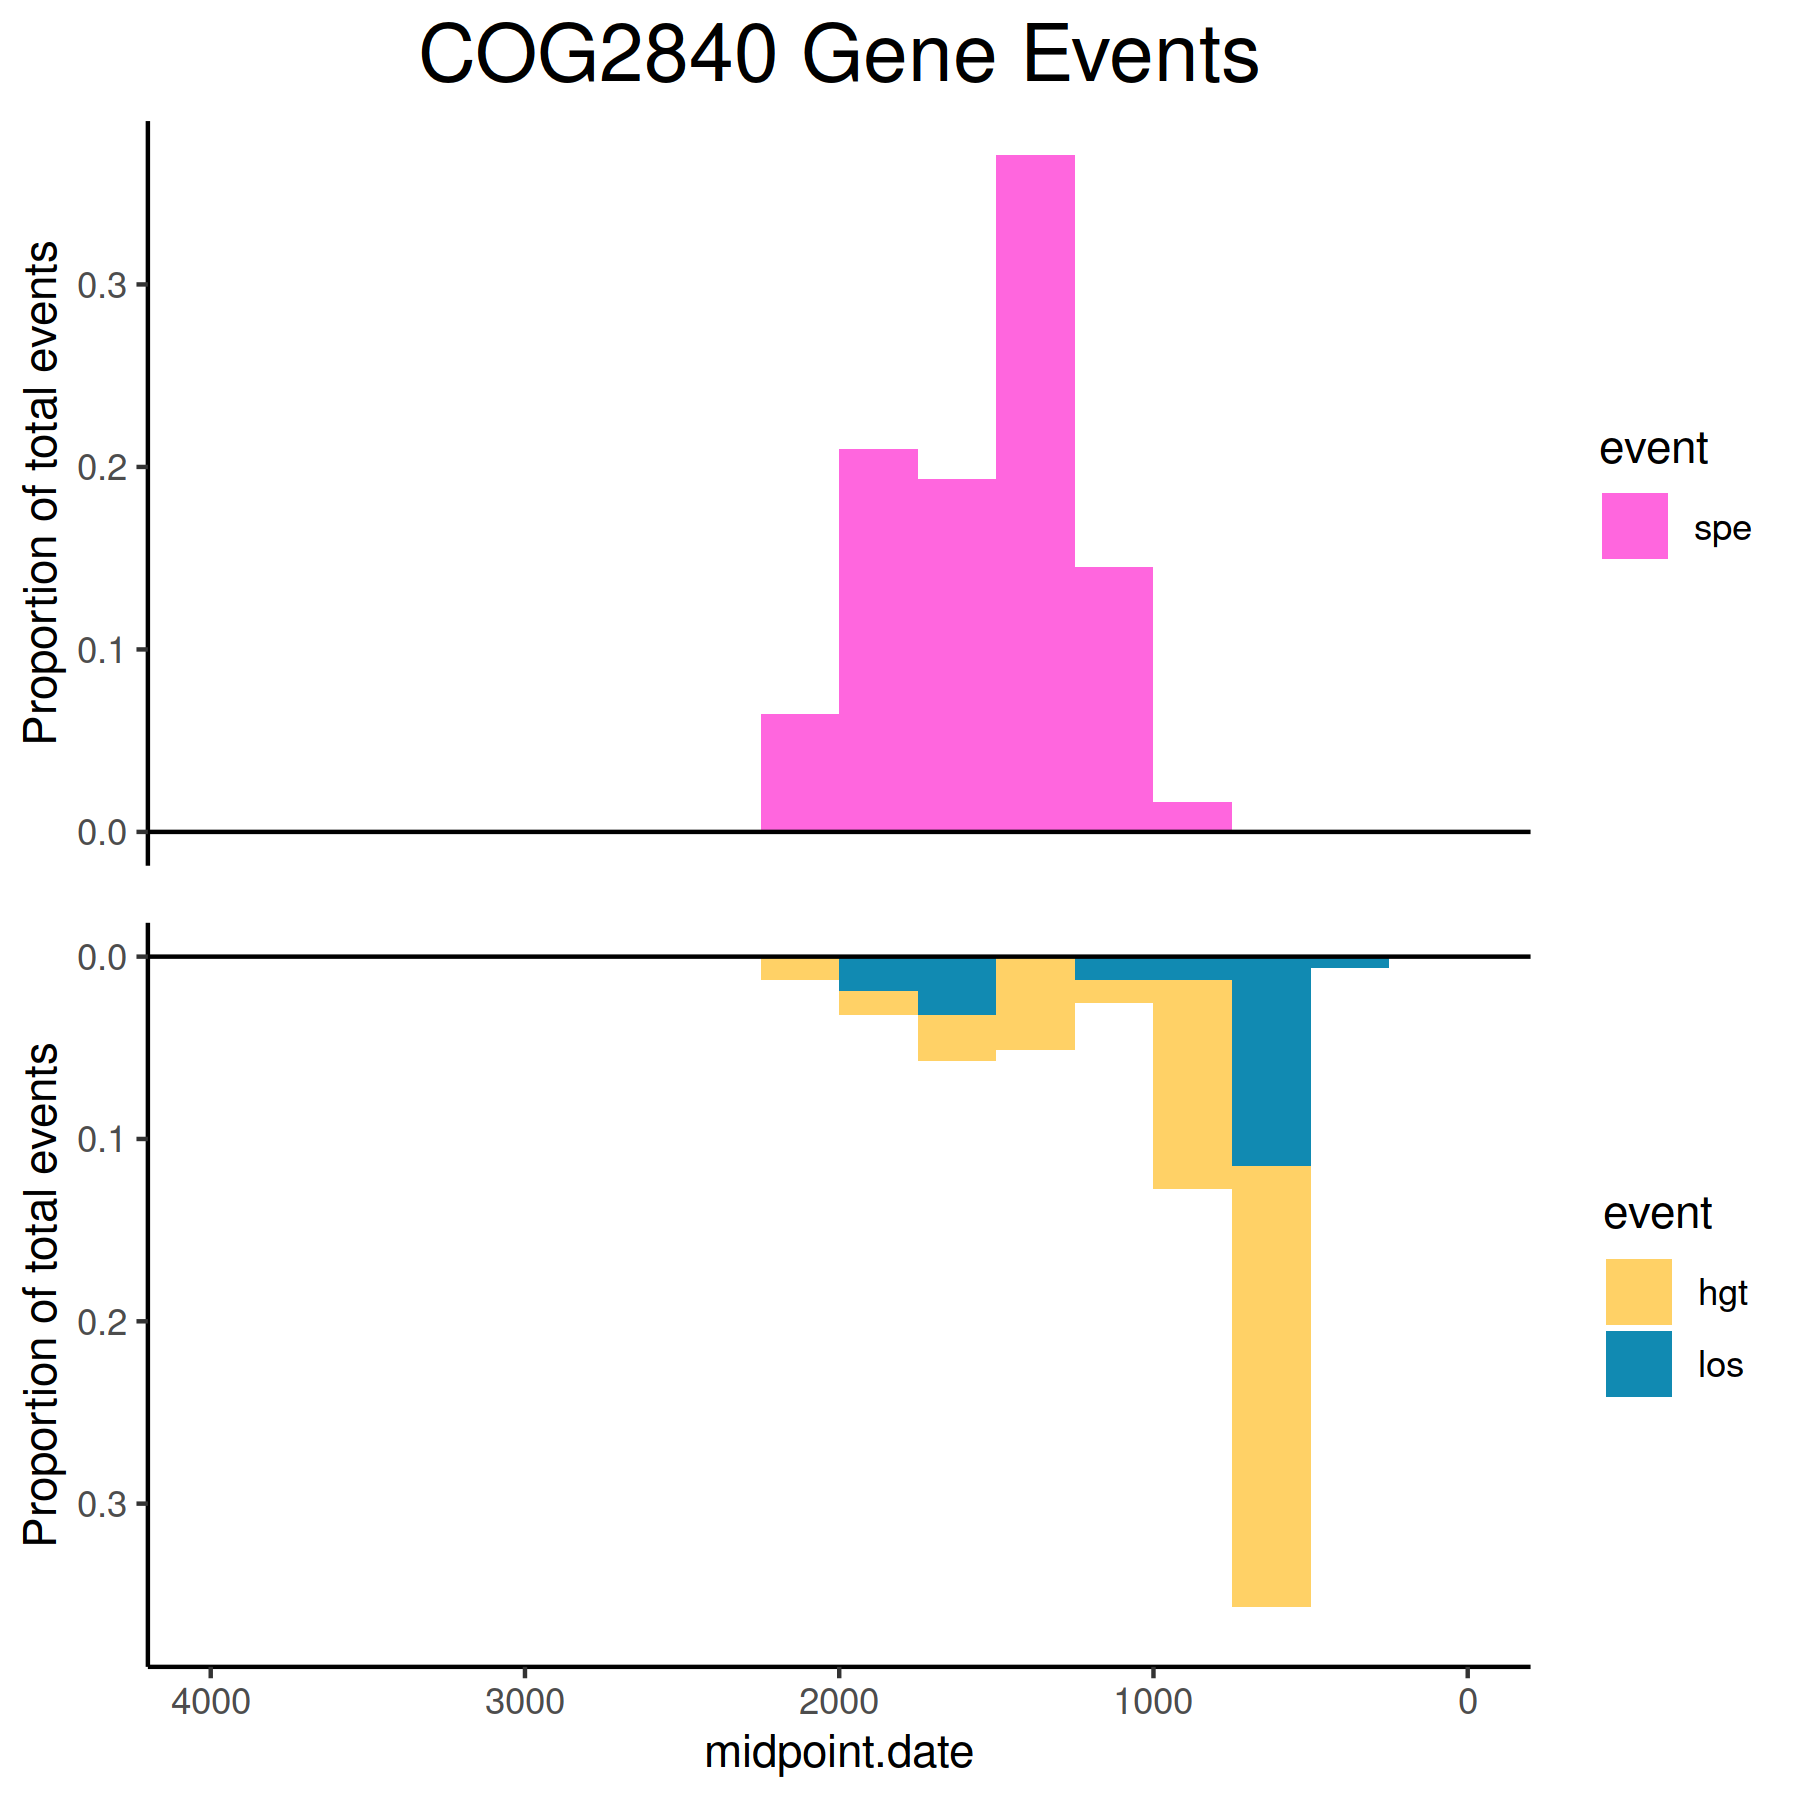 COG2840 Gene Events
Proportion of total events
0.3
0.2
0.1
0.0
event
spe
Proportion of total events
0.0
0.1
0.2
0.3
event
hgt
los
4000 3000 2000 1000 0
midpoint.date